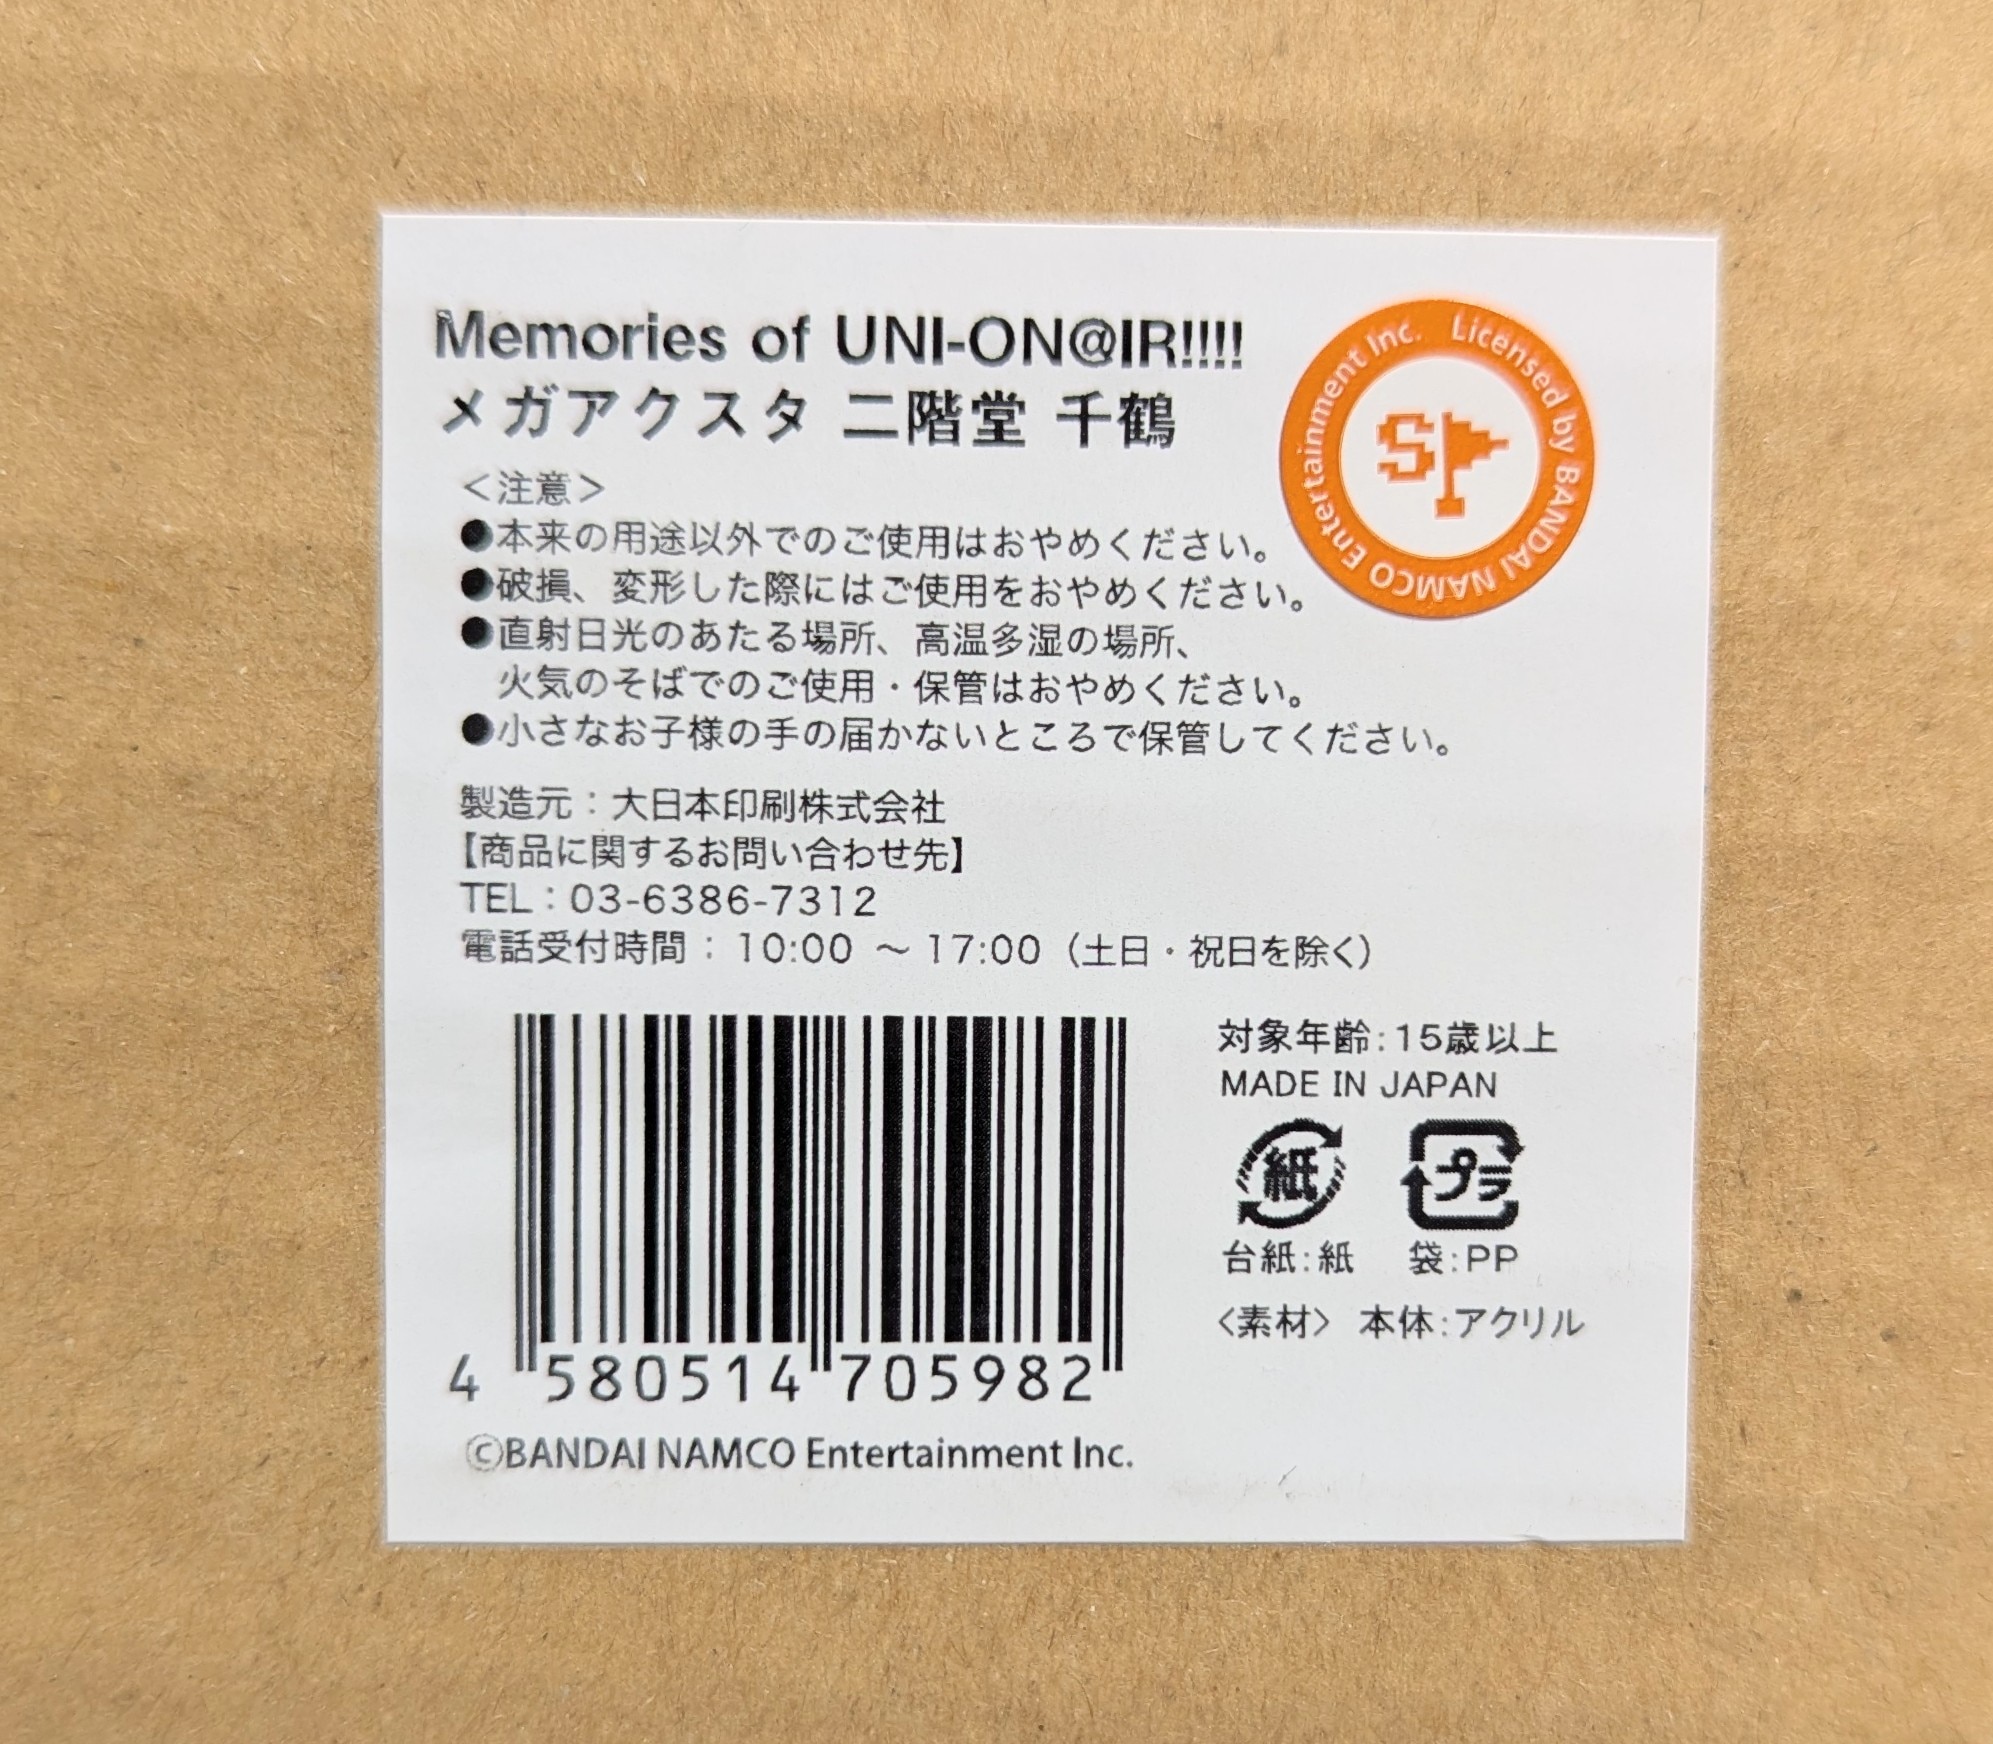 Memories of UNI-ON@IR!!!!
メガアクスタ 二階堂 千鶴
Licensed by BANDAI NAMCO Entertainment Inc.
SP
＜注意＞
●本来の用途以外でのご使用はおやめください。
●破損、変形した際にはご使用をおやめください。
●直射日光のあたる場所、高温多湿の場所、
火気のそばでのご使用・保管はおやめください。
●小さなお子様の手の届かないところで保管してください。
製造元：大日本印刷株式会社
【商品に関するお問い合わせ先】
TEL：03-6386-7312
電話受付時間：10:00 ～ 17:00（土日・祝日を除く）
対象年齢：15歳以上
MADE IN JAPAN
紙 プラ
台紙：紙 袋：PP
〈素材〉 本体：アクリル
4 580514 705982
©BANDAI NAMCO Entertainment Inc.